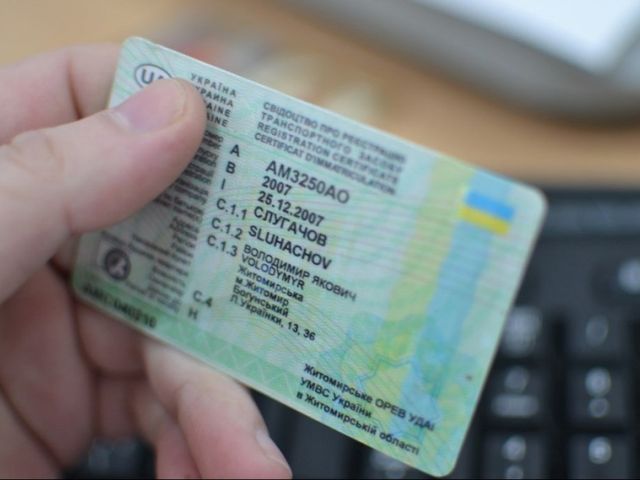 УКРАЇНА
СВІДОЦТВО ПРО РЕЄСТРАЦІЮ
ТРАНСПОРТНОГО ЗАСОБУ
REGISTRATION CERTIFICATE
CERTIFICAT D'IMMATRICULATION
A AM3250AO
B 2007
I 25.12.2007
C.1.1 СЛУГАЧОВ
SLUHACHOV
C.1.2 ВОЛОДИМИР ЯКОВИЧ
VOLODYMYR
C.1.3 Житомирська
м.Житомир
Богунський
Л.Українки, 13, 36
C.4
H
Житомирське ОРЕВ УДАІ
УМВС України
в Житомирській області